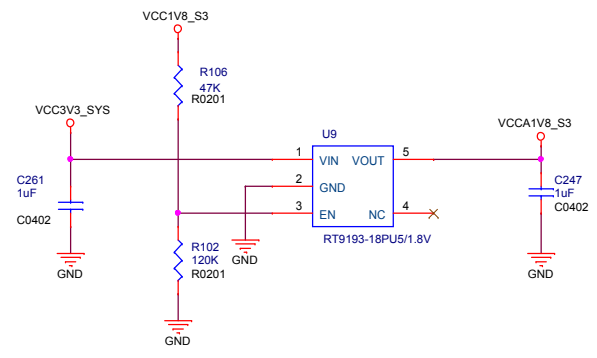 VCC1V8_S3
R106
47K
R0201
VCC3V3_SYS
U9
VCCA1V8_S3
1 VIN VOUT 5
2 GND
3 EN NC 4
C261
1uF
C0402
C247
1uF
C0402
R102
120K
R0201
RT9193-18PU5/1.8V
GND
GND
GND
GND